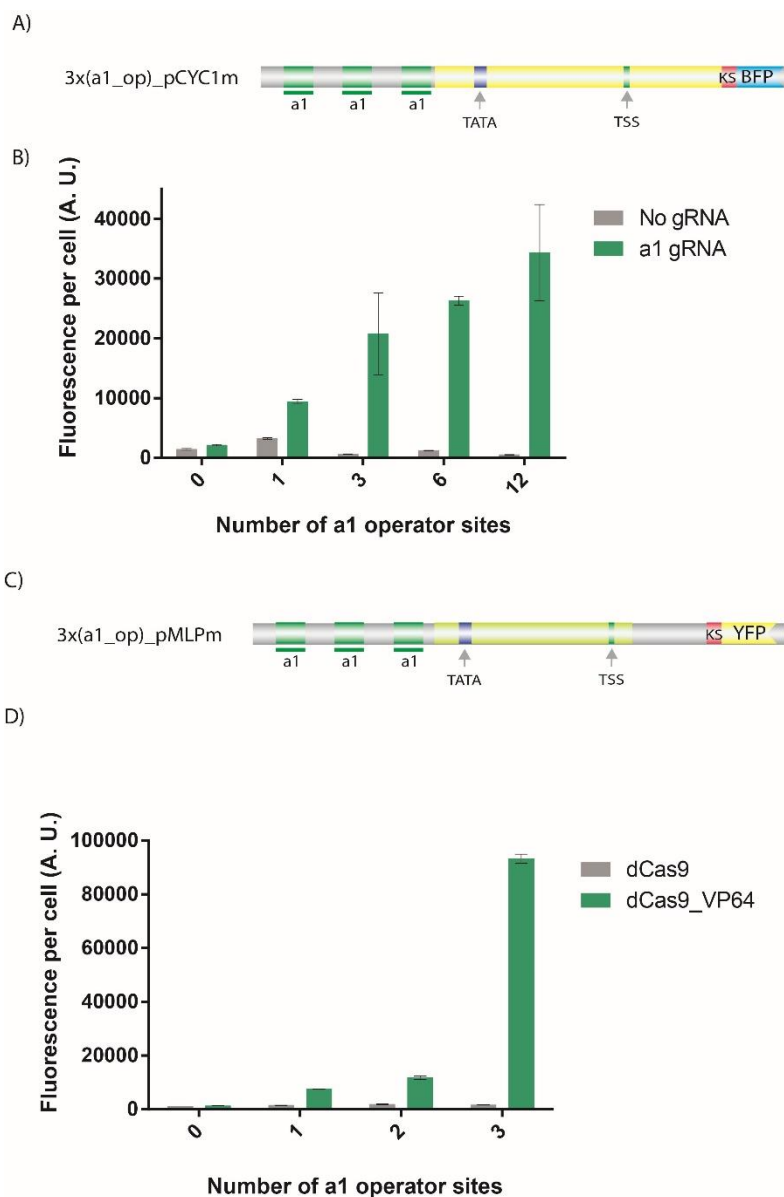 A)
3x(a1_op)_pCYC1m
KS BFP
a1 a1 a1
TATA TSS
B)
Fluorescence per cell (A. U.)
40000
30000
20000
10000
0
No gRNA
a1 gRNA
0 1 3 6 12
Number of a1 operator sites
C)
3x(a1_op)_pMLPm
KS YFP
a1 a1 a1
TATA TSS
D)
Fluorescence per cell (A. U.)
100000
80000
60000
40000
20000
0
dCas9
dCas9_VP64
0 1 2 3
Number of a1 operator sites